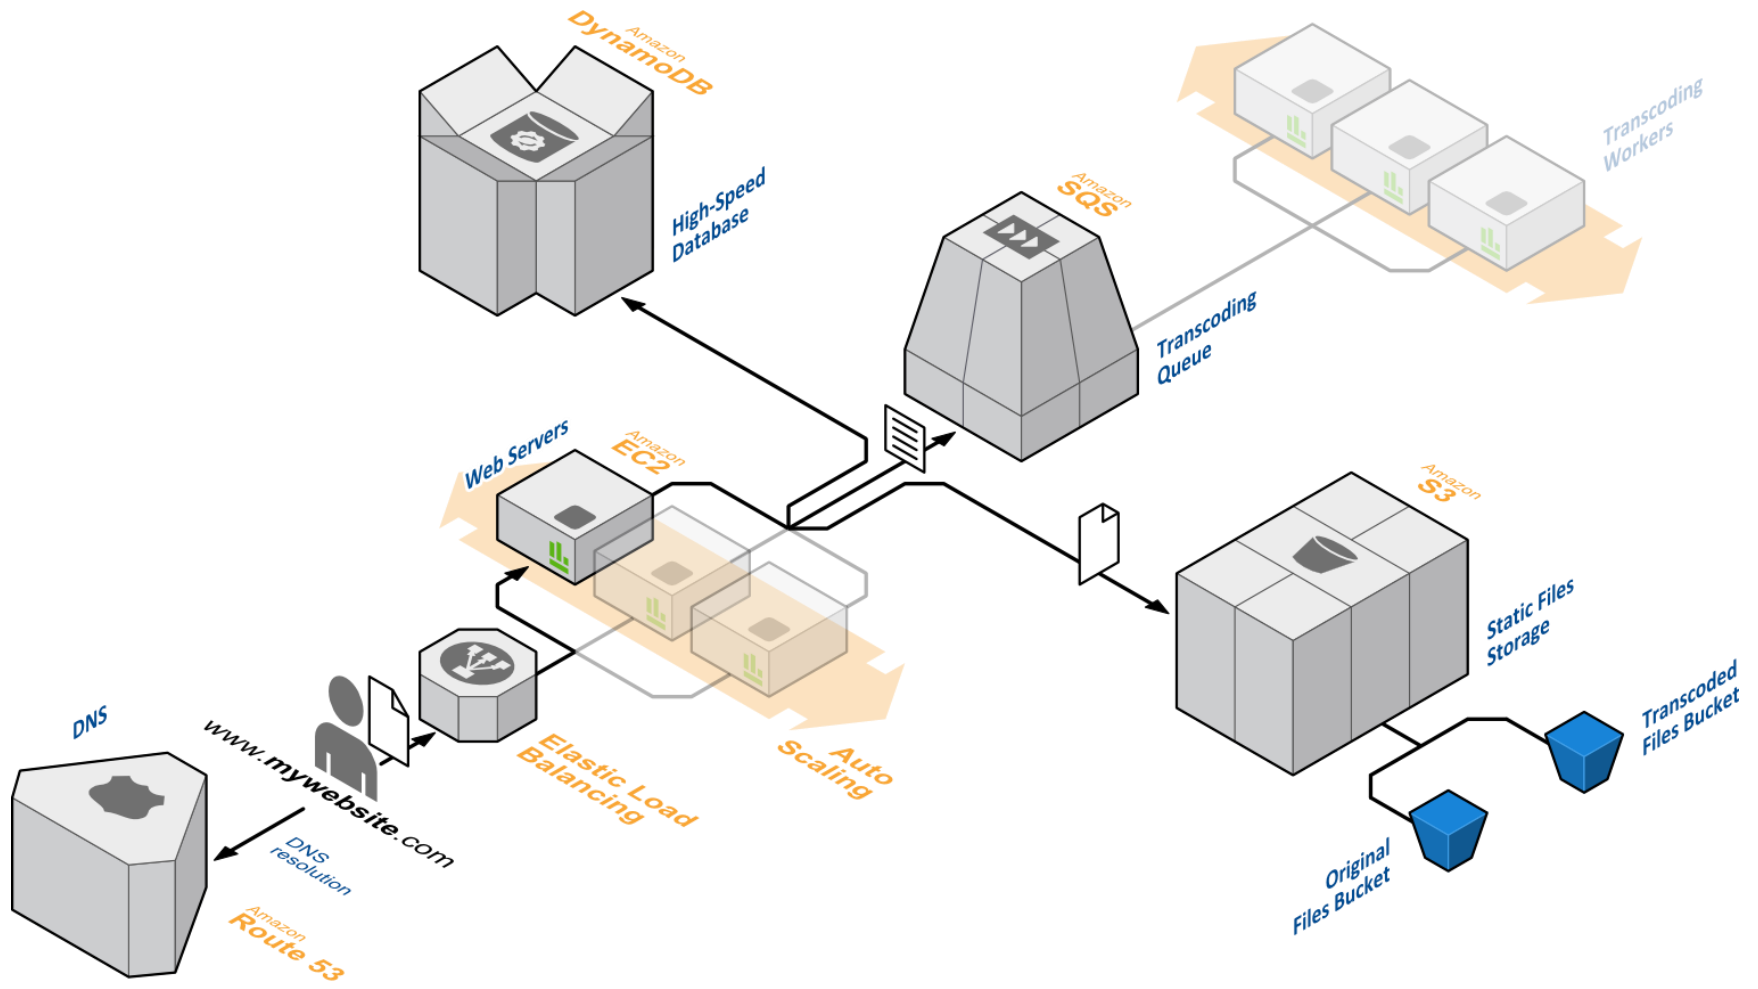 Amazon
DynamoDB
High-Speed
Database
Amazon
SQS
Transcoding
Queue
Transcoding
Workers
Web Servers
Amazon
EC2
Amazon
S3
Static Files
Storage
Transcoded
Files Bucket
Original
Files Bucket
Auto
Scaling
Elastic Load
Balancing
DNS
www.mywebsite.com
DNS
resolution
Amazon
Route 53